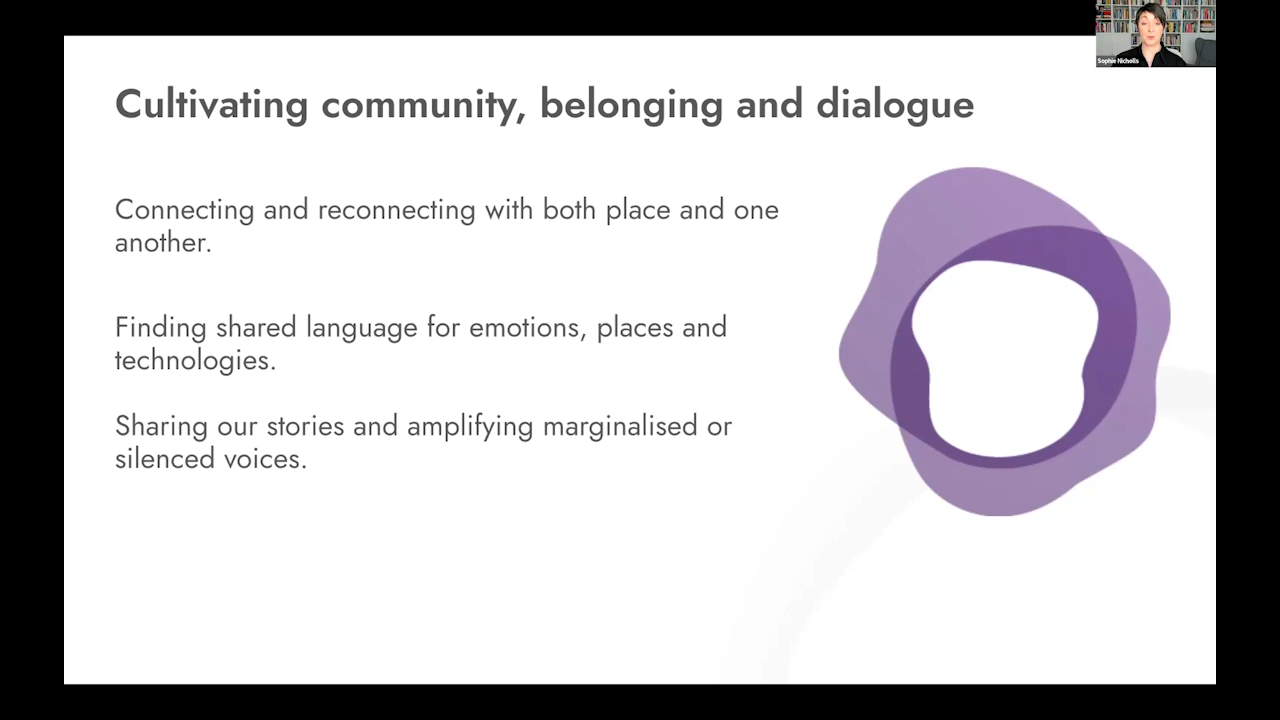 Sophie Nicholls
Cultivating community, belonging and dialogue
Connecting and reconnecting with both place and one
another.
Finding shared language for emotions, places and
technologies.
Sharing our stories and amplifying marginalised or
silenced voices.